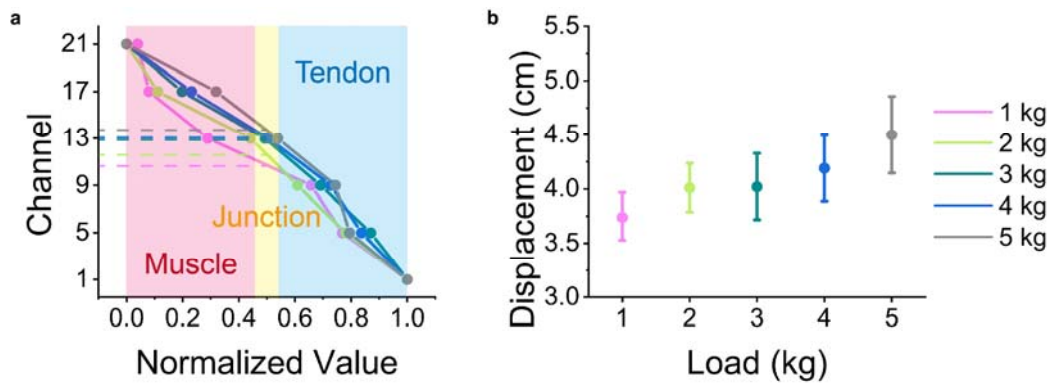 a
Channel
21
17
13
9
5
1
Tendon
Junction
Muscle
0.0 0.2 0.4 0.6 0.8 1.0
Normalized Value
b
Displacement (cm)
5.5
5.0
4.5
4.0
3.5
3.0
1 2 3 4 5
Load (kg)
1 kg
2 kg
3 kg
4 kg
5 kg